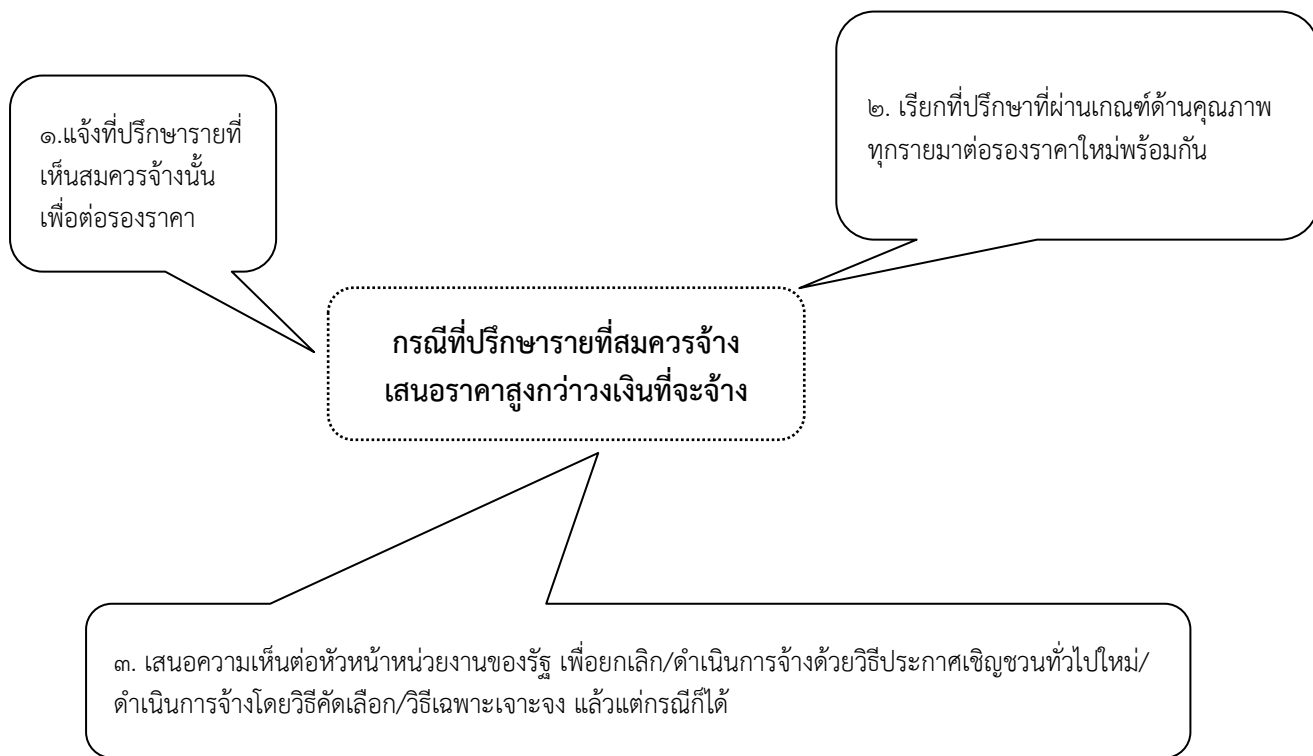 ๑.แจ้งที่ปรึกษารายที่
เห็นสมควรจ้างนั้น
เพื่อต่อรองราคา
๒. เรียกที่ปรึกษาที่ผ่านเกณฑ์ด้านคุณภาพ
ทุกรายมาต่อรองราคาใหม่พร้อมกัน
กรณีที่ปรึกษารายที่สมควรจ้าง
เสนอราคาสูงกว่าวงเงินที่จะจ้าง
๓. เสนอความเห็นต่อหัวหน้าหน่วยงานของรัฐ เพื่อยกเลิก/ดำเนินการจ้างด้วยวิธีประกาศเชิญชวนทั่วไปใหม่/
ดำเนินการจ้างโดยวิธีคัดเลือก/วิธีเฉพาะเจาะจง แล้วแต่กรณีก็ได้